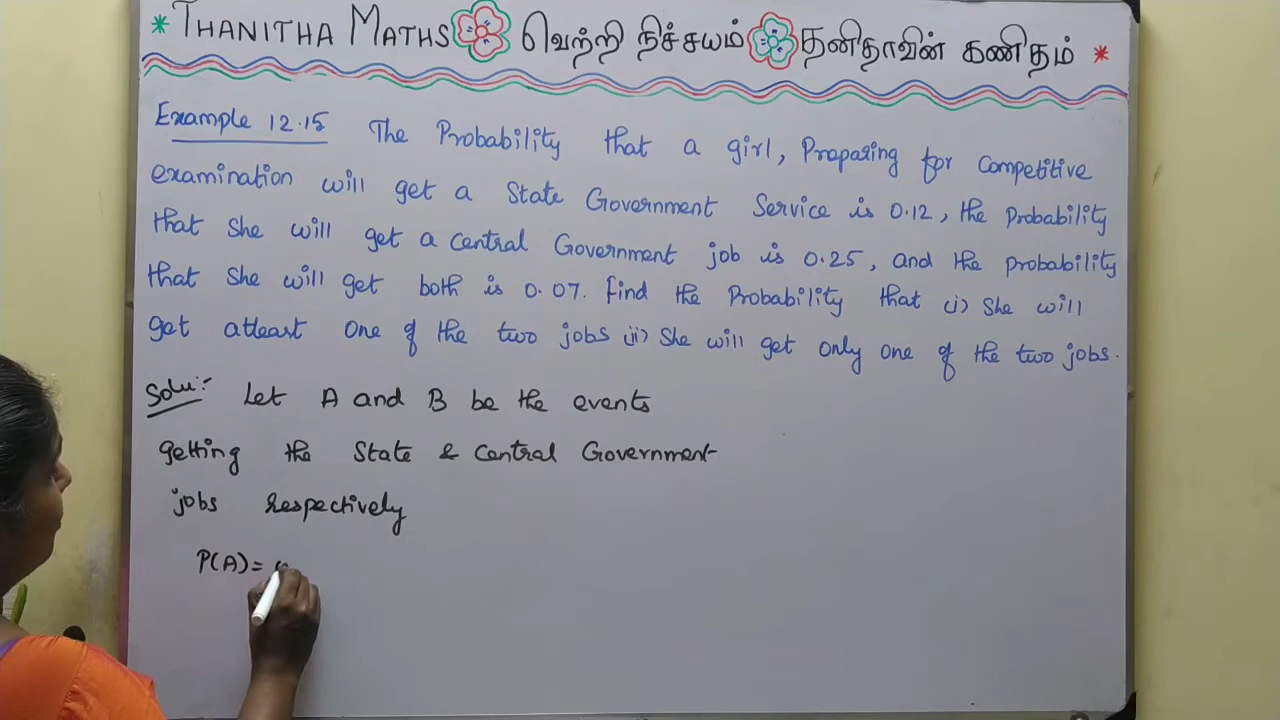 * THANITHA MATHS வெற்றி நிச்சயம் தனிதாவின் கணிதம் *
Example 12.15 The Probability that a girl, Preparing for Competitive
examination will get a State Government Service is 0.12, the Probability
that She will get a Central Government job is 0.25, and the probability
that She will get both is 0.07. Find the Probability that (i) She will
get atleast one of the two jobs (ii) She will get only one of the two jobs.
Solu:- Let A and B be the events
getting the State & Central Government
jobs respectively
P(A)=